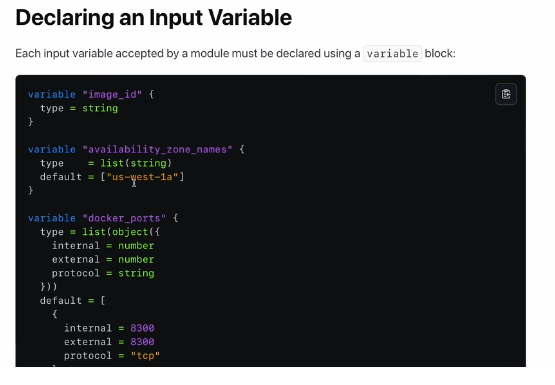 Declaring an Input Variable
Each input variable accepted by a module must be declared using a variable block:
variable "image_id" {
  type = string
}
variable "availability_zone_names" {
  type    = list(string)
  default = ["us-west-1a"]
}
variable "docker_ports" {
  type = list(object({
    internal = number
    external = number
    protocol = string
  }))
  default = [
    {
      internal = 8300
      external = 8300
      protocol = "tcp"